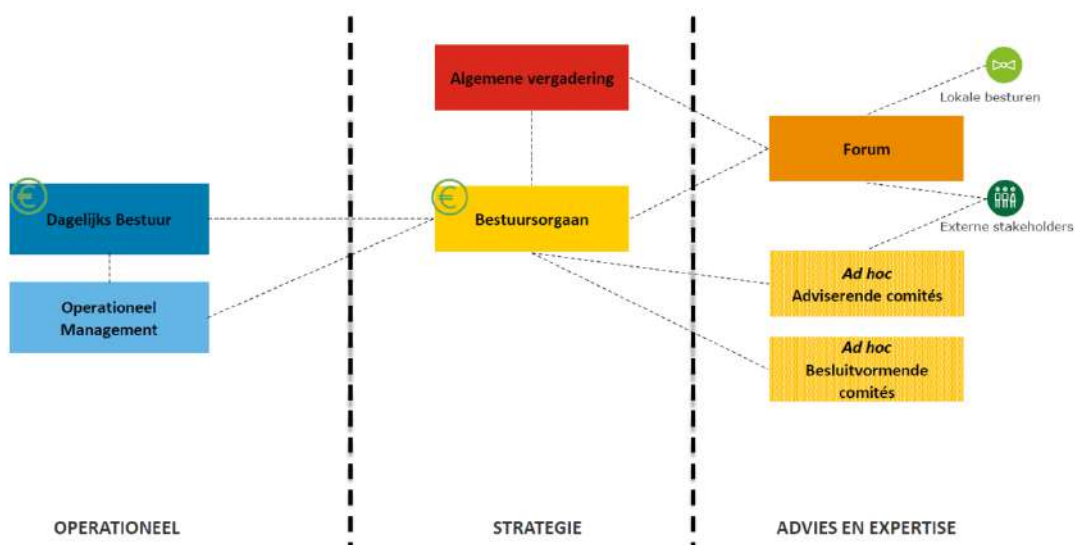 Algemene vergadering
Lokale besturen
Forum
€
Dagelijks Bestuur
€
Bestuursorgaan
Externe stakeholders
Operationeel
Management
Ad hoc
Adviserende comités
Ad hoc
Besluitvormende
comités
OPERATIONEEL
STRATEGIE
ADVIES EN EXPERTISE